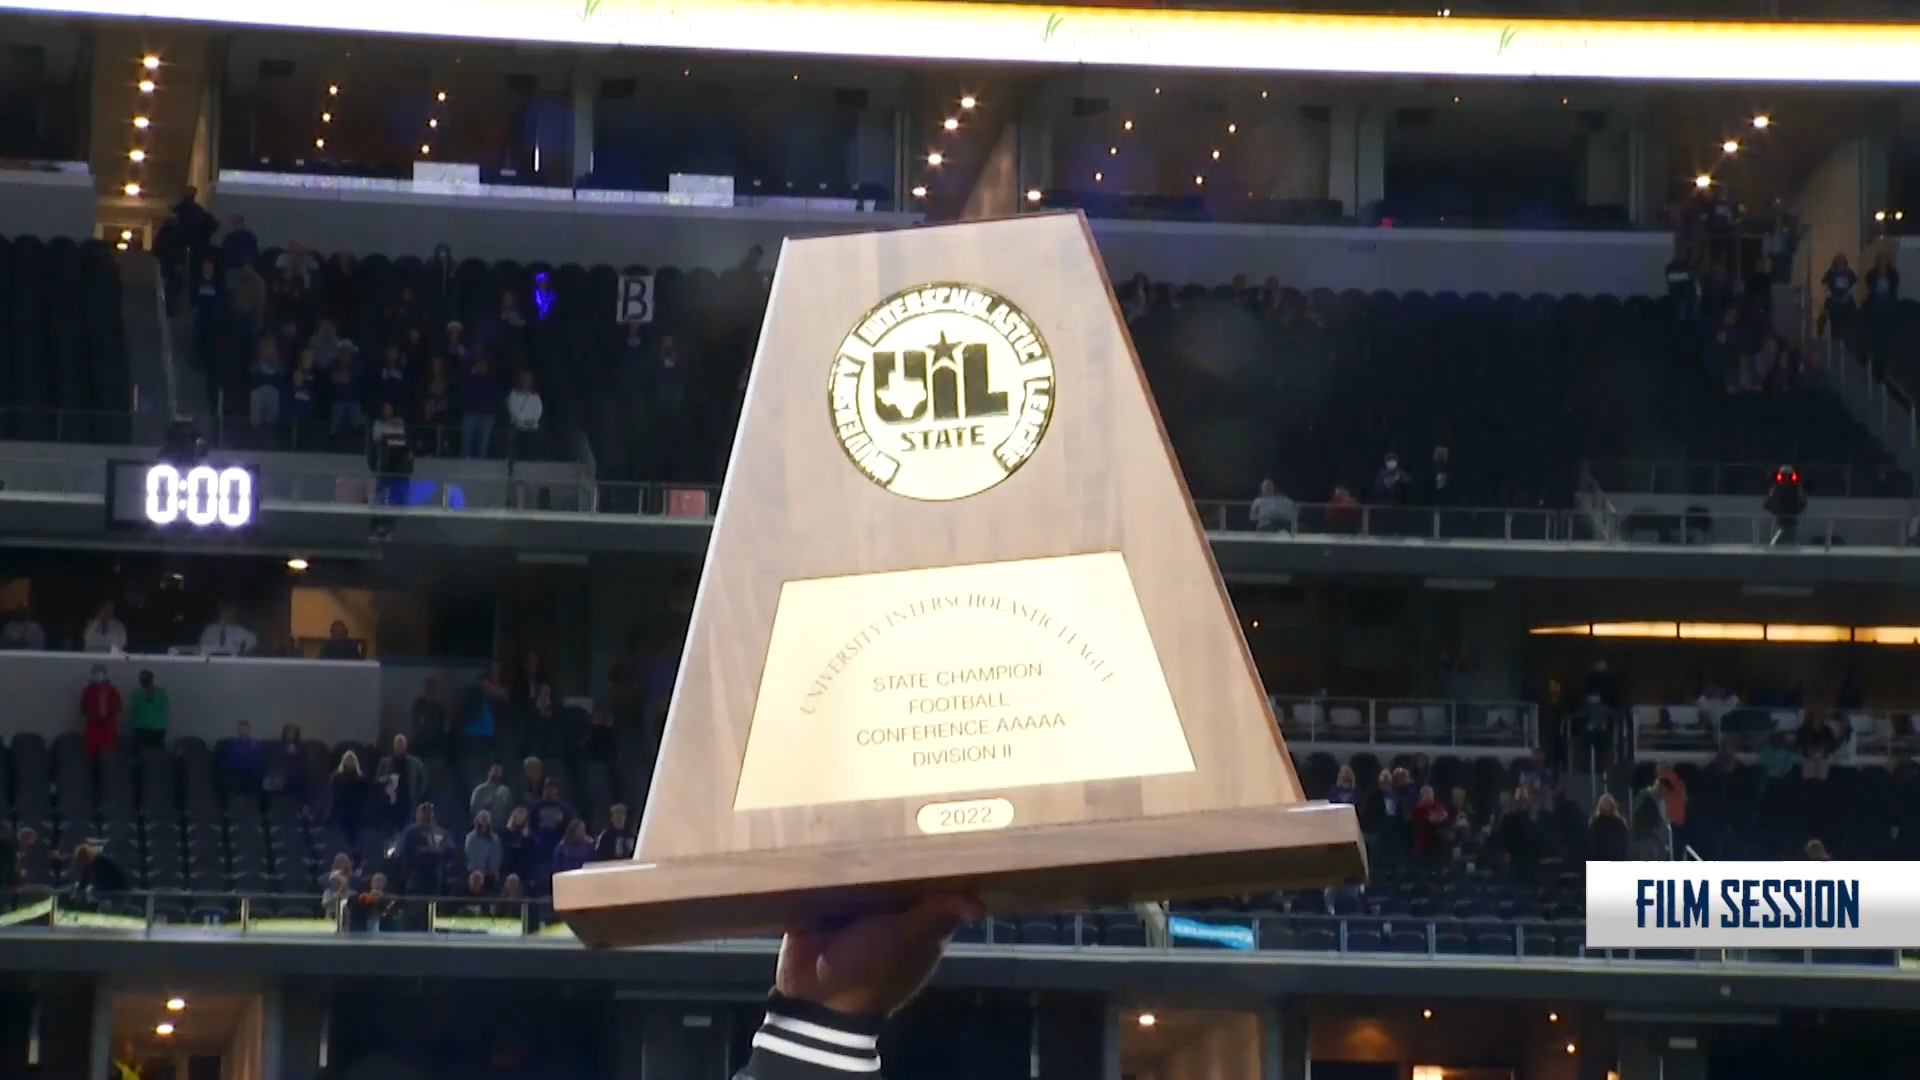 B
0:00
UNIVERSITY INTERSCHOLASTIC LEAGUE
UIL
STATE
UNIVERSITY INTERSCHOLASTIC LEAGUE
STATE CHAMPION
FOOTBALL
CONFERENCE AAAAA
DIVISION II
2022
FILM SESSION